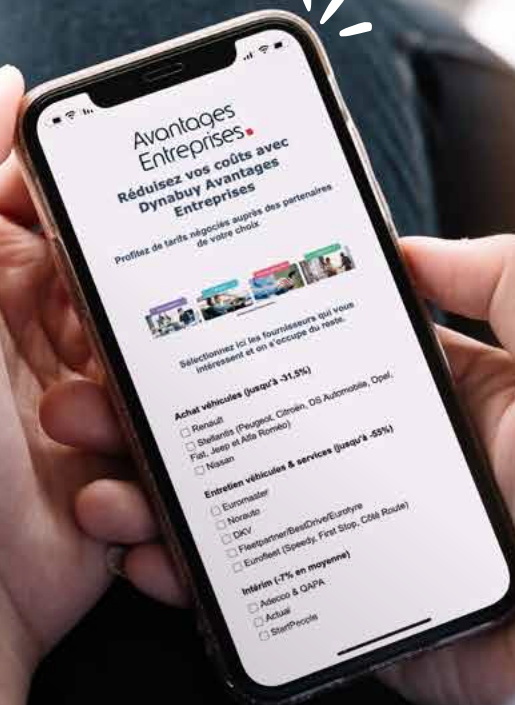 Avantages
Entreprises.
Réduisez vos coûts avec
Dynabuy Avantages
Entreprises
Profitez de tarifs négociés auprès des partenaires
de votre choix
Sélectionnez ici les fournisseurs qui vous
intéressent et on s'occupe du reste.
Achat véhicules (jusqu'à -31,5%)
Renault
Stellantis (Peugeot, Citroën, DS Automobile, Opel,
Fiat, Jeep et Alfa Roméo)
Nissan
Entretien véhicules & services (jusqu'à -55%)
Euromaster
Norauto
DKV
Fleetpartner/BestDrive/Eurotyre
Eurofleet (Speedy, First Stop, Côté Route)
Intérim (-7% en moyenne)
Adecco & QAPA
Actual
StartPeople